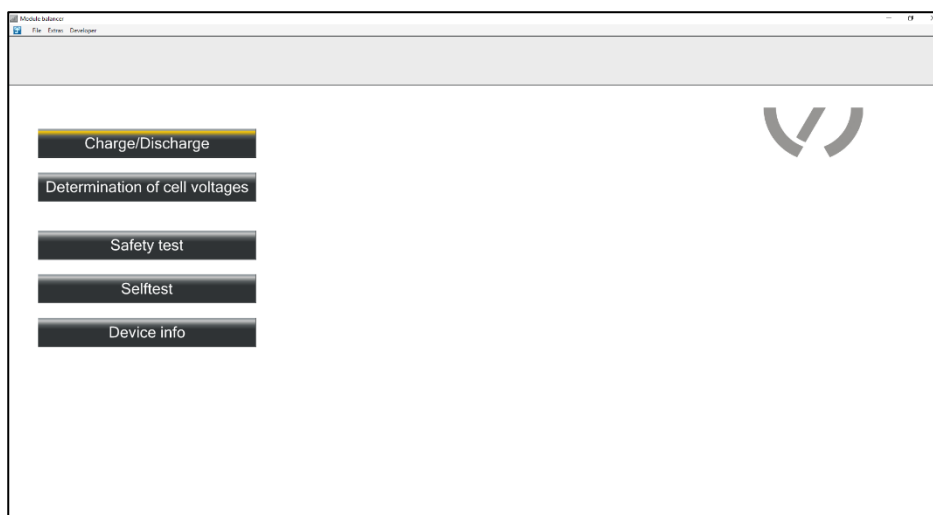 Module balancer
File Extras Developer
Charge/Discharge
Determination of cell voltages
Safety test
Selftest
Device info